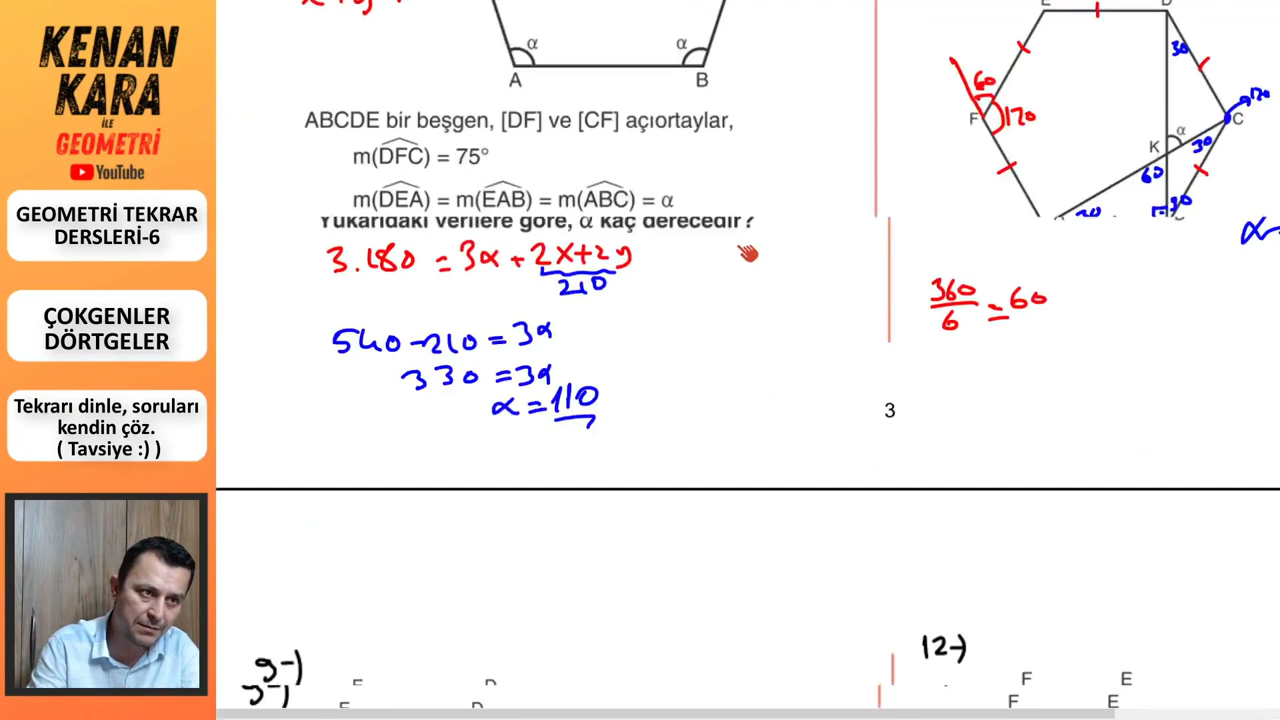 KENAN
KARA
İLE
GEOMETRİ
YouTube
GEOMETRİ TEKRAR
DERSLERİ-6
ÇOKGENLER
DÖRTGELER
Tekrarı dinle, soruları
kendin çöz.
( Tavsiye :) )
α
α
A
B
ABCDE bir beşgen, [DF] ve [CF] açıortaylar,
m(DFC) = 75°
m(DEA) = m(EAB) = m(ABC) = α
Yukarıdaki verilere göre, α kaç derecedir?
3.180 = 3α + 2x+2y
210
540 - 210 = 3α
330 = 3α
α = 110
30
60
120
F
120
C
α
K
30
60
30
α
360/6 = 60
3
9-)
E
D
12-)
F
E
F
E